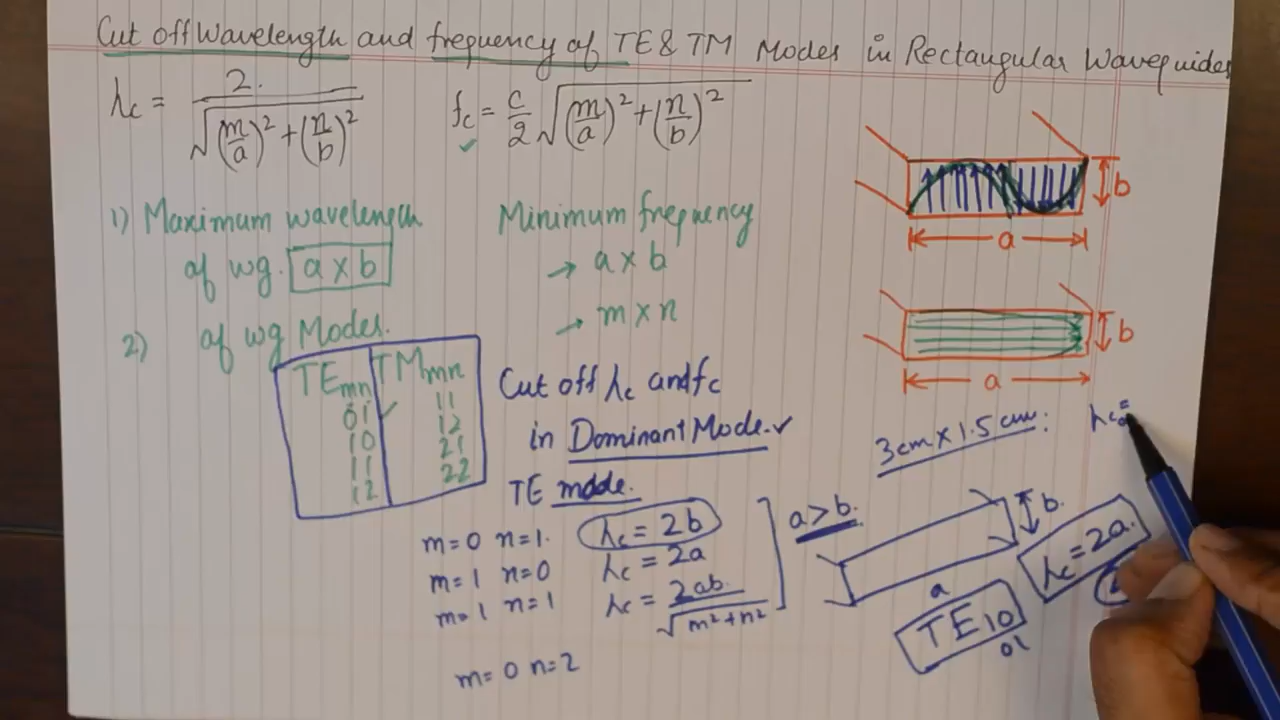 Cut off Wavelength and frequency of TE & TM Modes in Rectangular Waveguides
λc = 2 / √((m/a)² + (n/b)²)
fc = c/2 √((m/a)² + (n/b)²)
b
a
1) Maximum wavelength
of wg. a x b
Minimum frequency
→ a x b
→ m x n
2) of wg Modes.
TEmn TMmn
01 ✓ 11
10 12
11 21
12 22
Cut off λc and fc
in Dominant Mode. ✓
TE mode.
m=0 n=1. λc = 2b
m=1 n=0 λc = 2a
m=1 n=1 λc = 2ab / √(m²+n²)
m=0 n=2
a > b.
b
a
3cm x 1.5 cm: λc=
b.
a
λc = 2a.
TE10
01